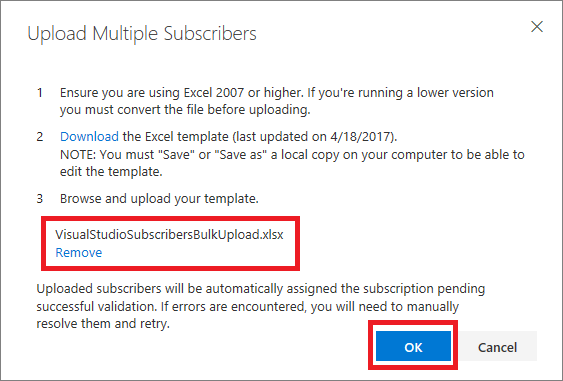 Upload Multiple Subscribers
1 Ensure you are using Excel 2007 or higher. If you're running a lower version
you must convert the file before uploading.
2 Download the Excel template (last updated on 4/18/2017).
NOTE: You must "Save" or "Save as" a local copy on your computer to be able to
edit the template.
3 Browse and upload your template.
VisualStudioSubscribersBulkUpload.xlsx
Remove
Uploaded subscribers will be automatically assigned the subscription pending
successful validation. If errors are encountered, you will need to manually
resolve them and retry.
OK Cancel